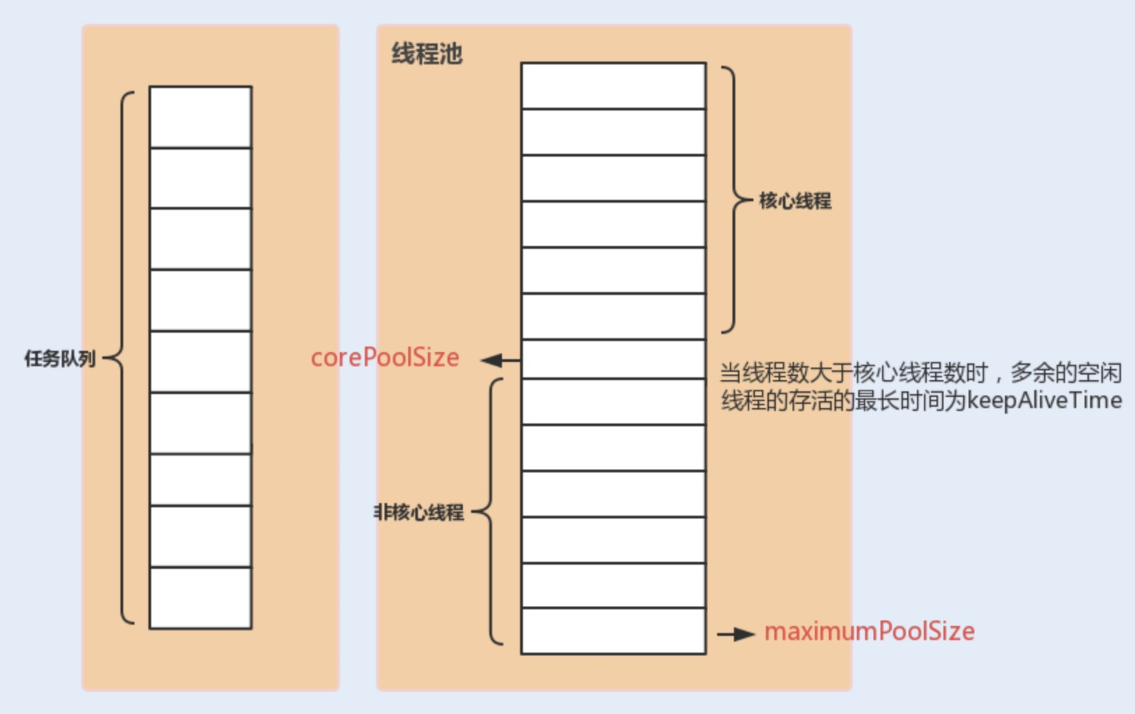 线程池
核心线程
任务队列
corePoolSize
当线程数大于核心线程数时，多余的空闲
线程的存活的最长时间为keepAliveTime
非核心线程
maximumPoolSize